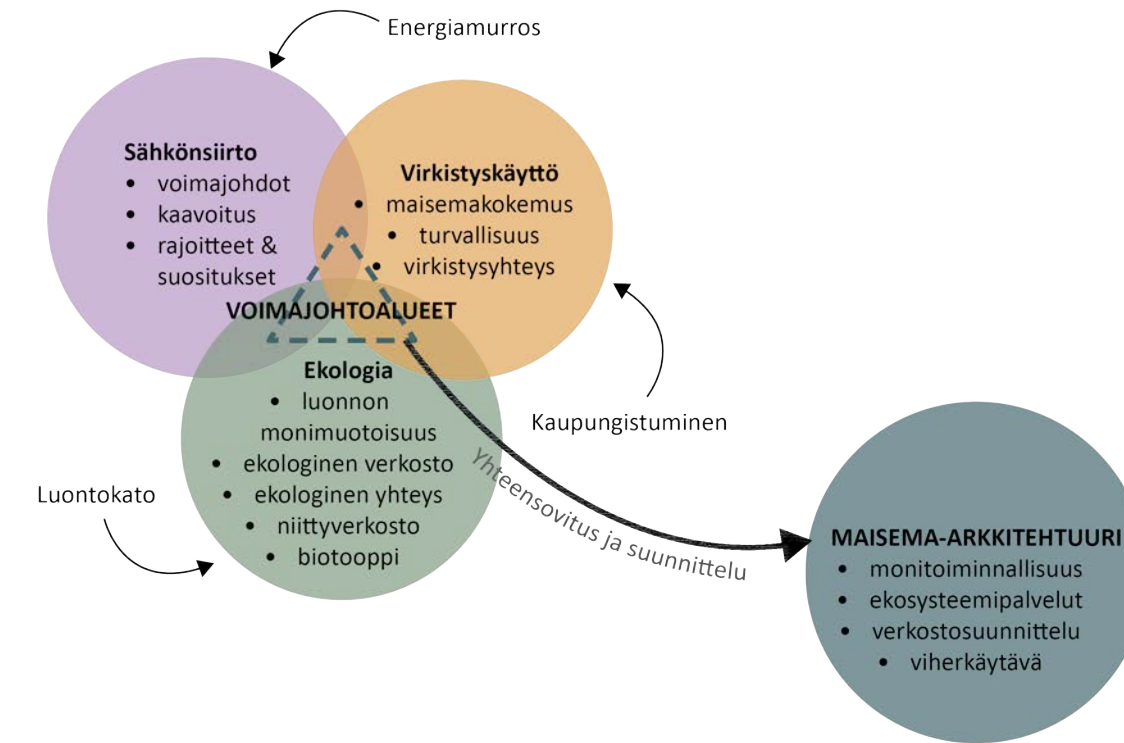 Energiamurros
Sähkönsiirto
• voimajohdot
• kaavoitus
• rajoitteet &
suositukset
Virkistyskäyttö
• maisemakokemus
• turvallisuus
• virkistysyhteys
VOIMAJOHTOALUEET
Ekologia
• luonnon
monimuotoisuus
• ekologinen verkosto
• ekologinen yhteys
• niittyverkosto
• biotooppi
Kaupungistuminen
Luontokato
Yhteensovitus ja suunnittelu
MAISEMA-ARKKITEHTUURI
• monitoiminnallisuus
• ekosysteemipalvelut
• verkostosuunnittelu
• viherkäytävä